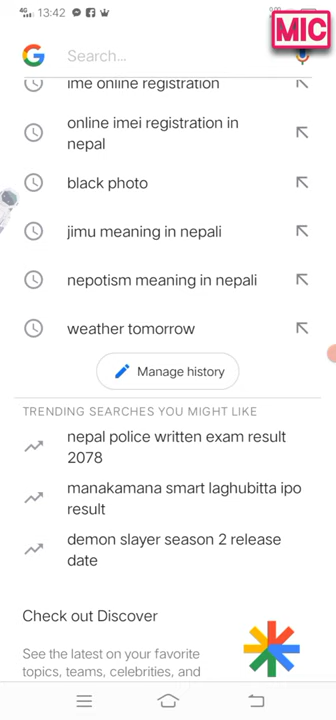 4G 13:42
MIC
Search...
ime online registration
online imei registration in
nepal
black photo
jimu meaning in nepali
nepotism meaning in nepali
weather tomorrow
Manage history
TRENDING SEARCHES YOU MIGHT LIKE
nepal police written exam result
2078
manakamana smart laghubitta ipo
result
demon slayer season 2 release
date
Check out Discover
See the latest on your favorite
topics, teams, celebrities, and